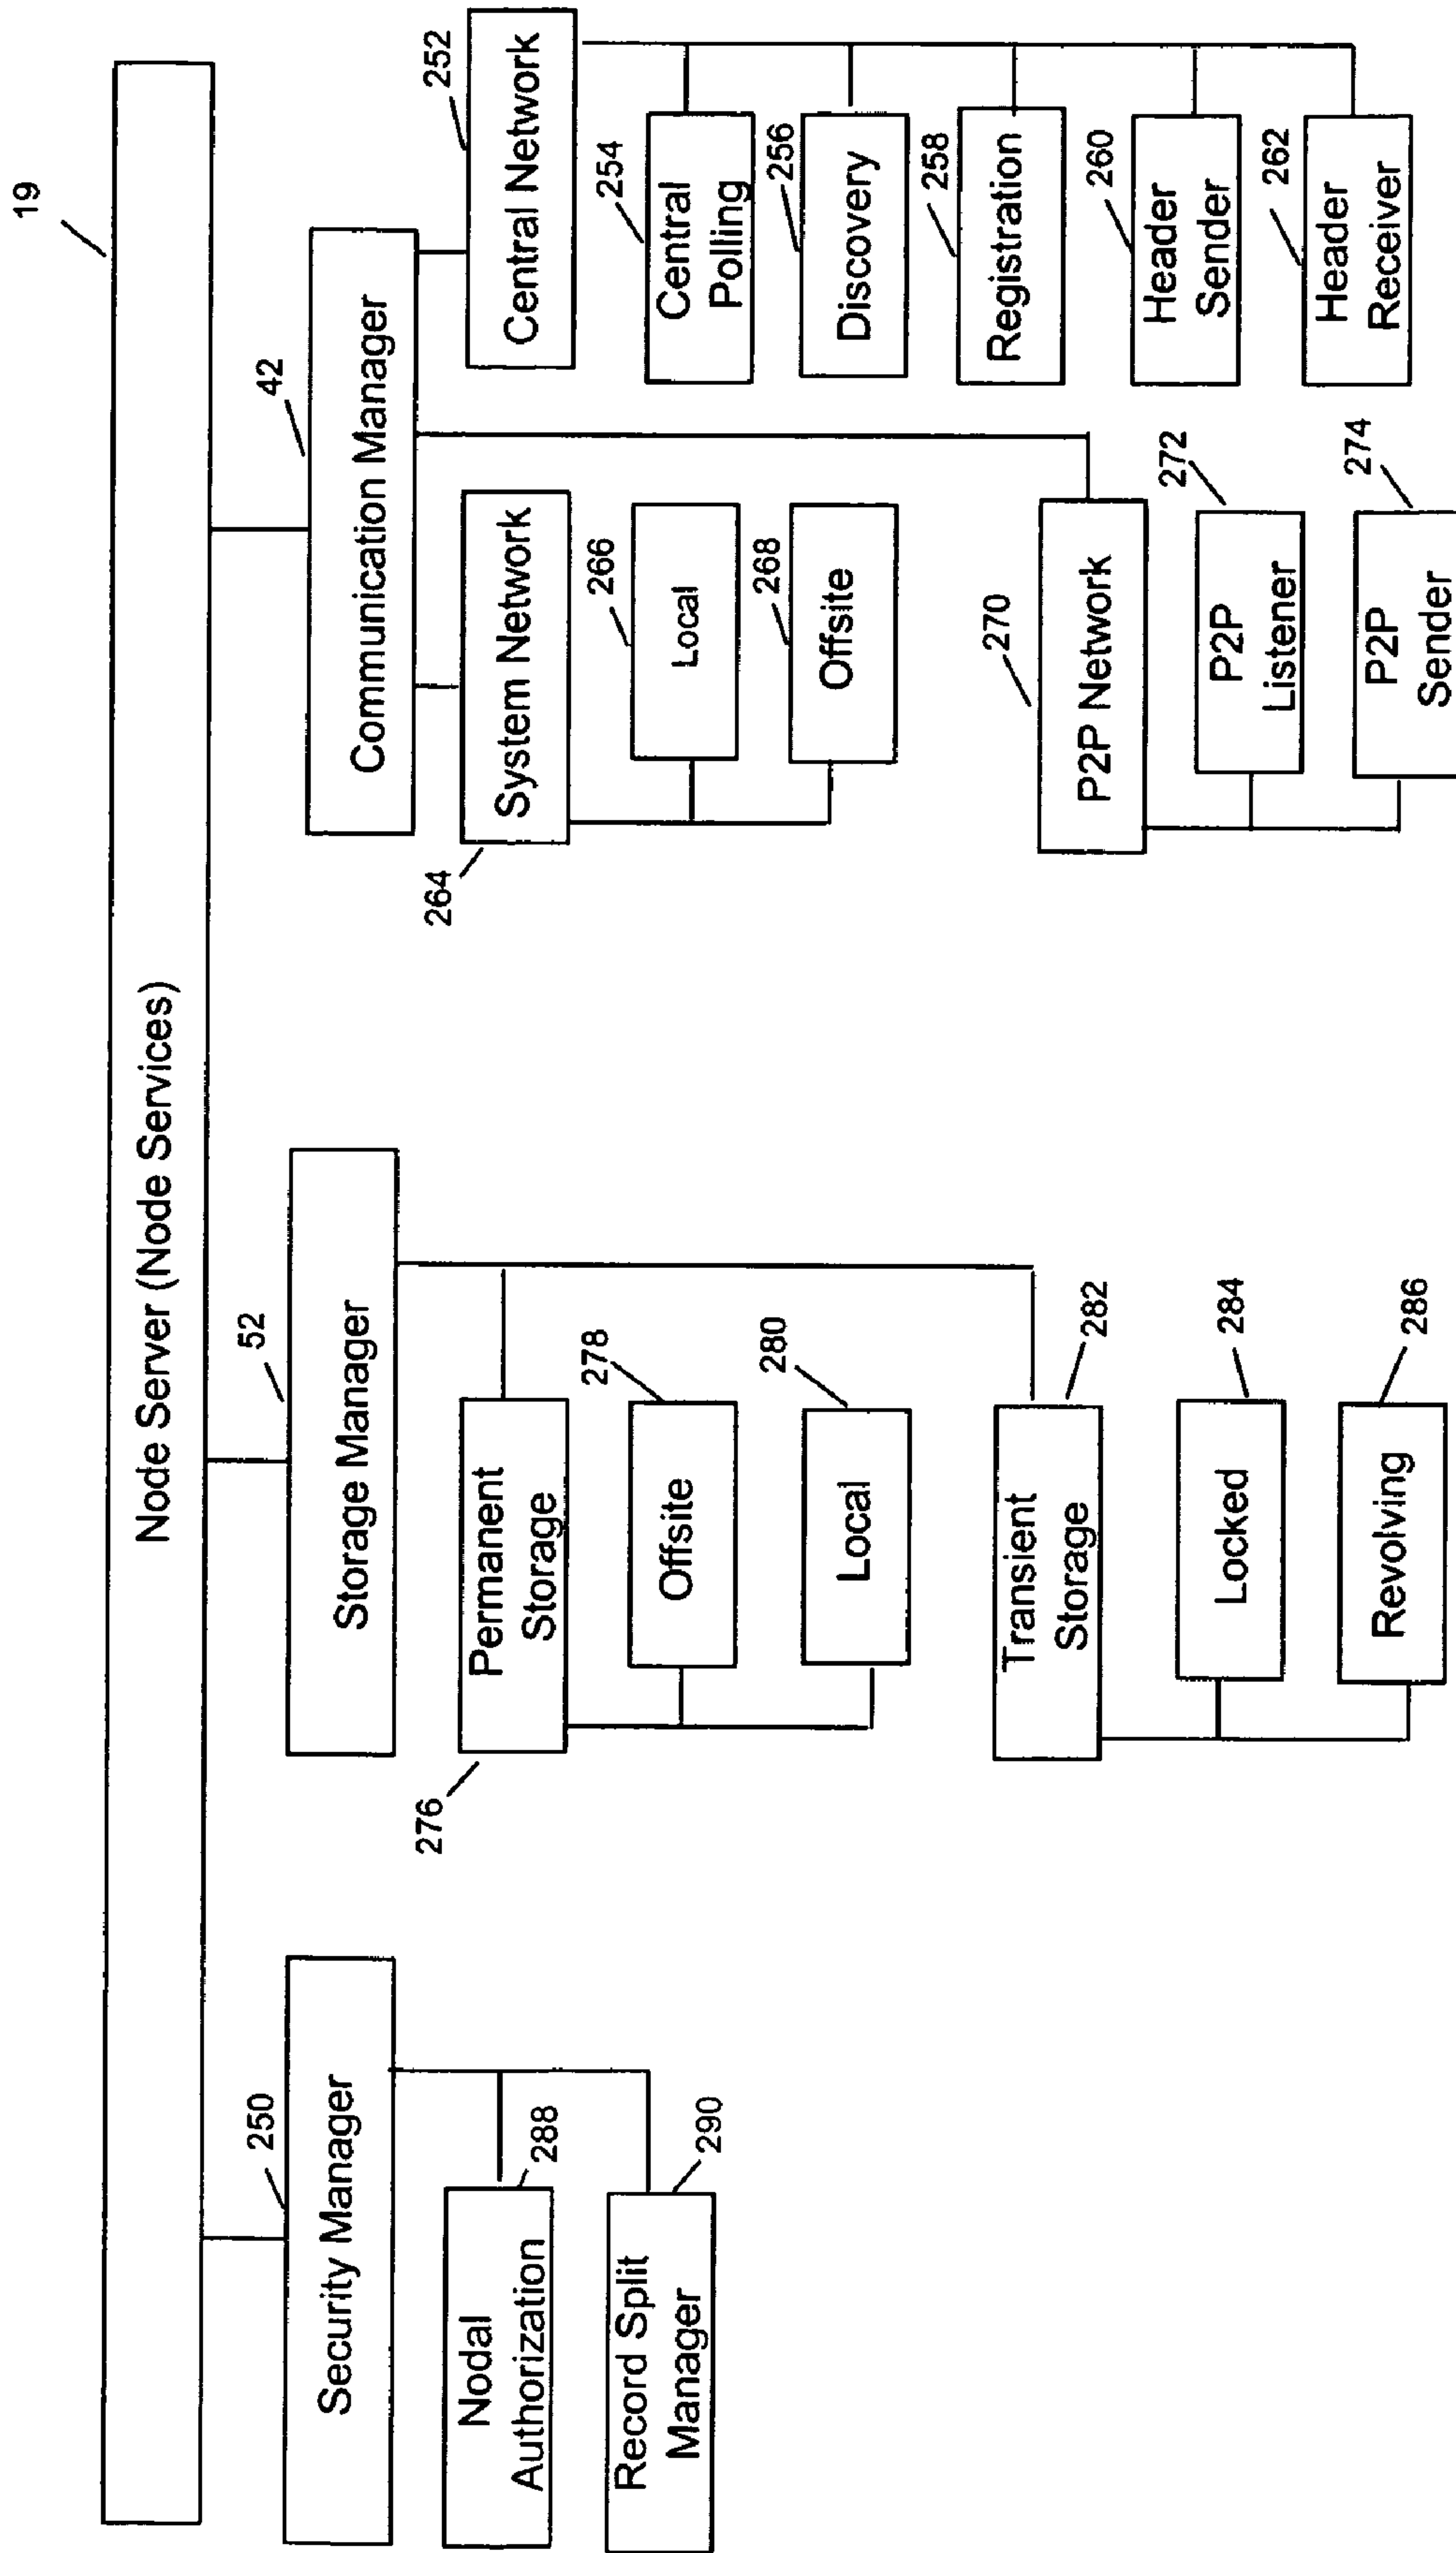 19
Node Server (Node Services)
250
Security Manager
288
Nodal
Authorization
290
Record Split
Manager
52
Storage Manager
276
Permanent
Storage
278
Offsite
280
Local
282
Transient
Storage
284
Locked
286
Revolving
42
Communication Manager
264
System Network
266
Local
268
Offsite
270
P2P Network
272
P2P
Listener
274
P2P
Sender
252
Central Network
254
Central
Polling
256
Discovery
258
Registration
260
Header
Sender
262
Header
Receiver